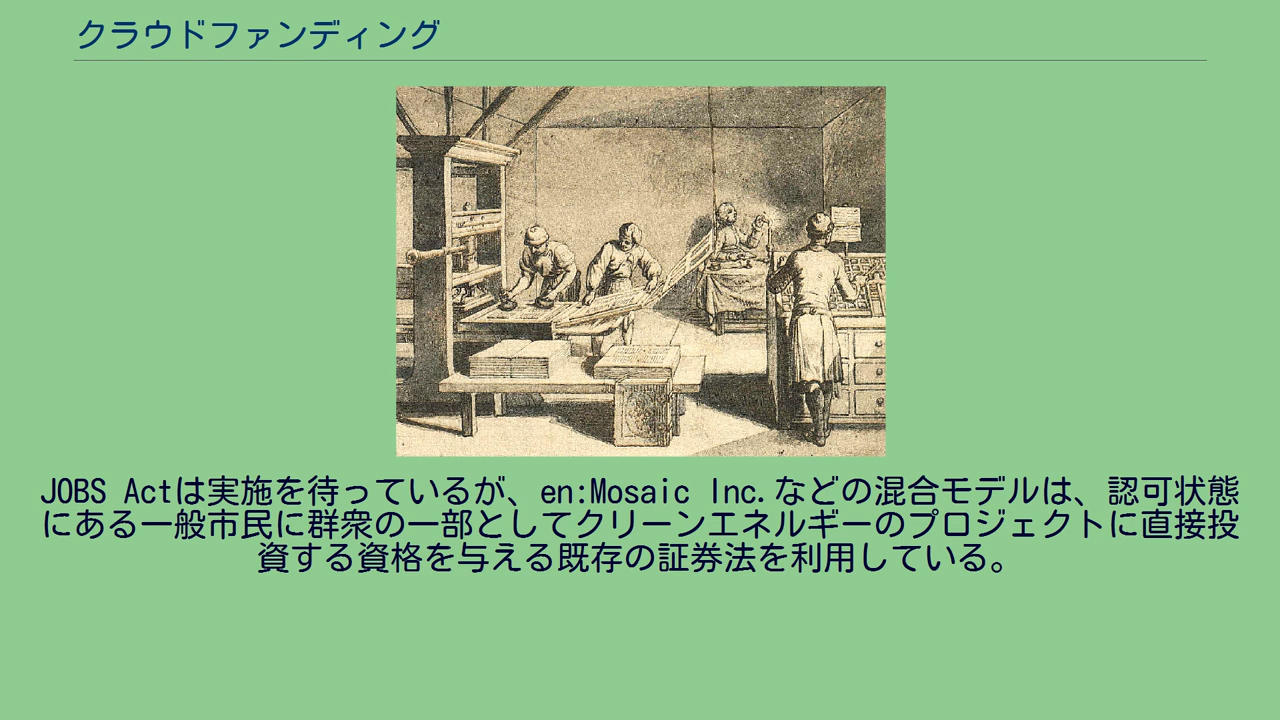 クラウドファンディング
JOBS Actは実施を待っているが、en:Mosaic Inc.などの混合モデルは、認可状態
にある一般市民に群衆の一部としてクリーンエネルギーのプロジェクトに直接投
資する資格を与える既存の証券法を利用している。